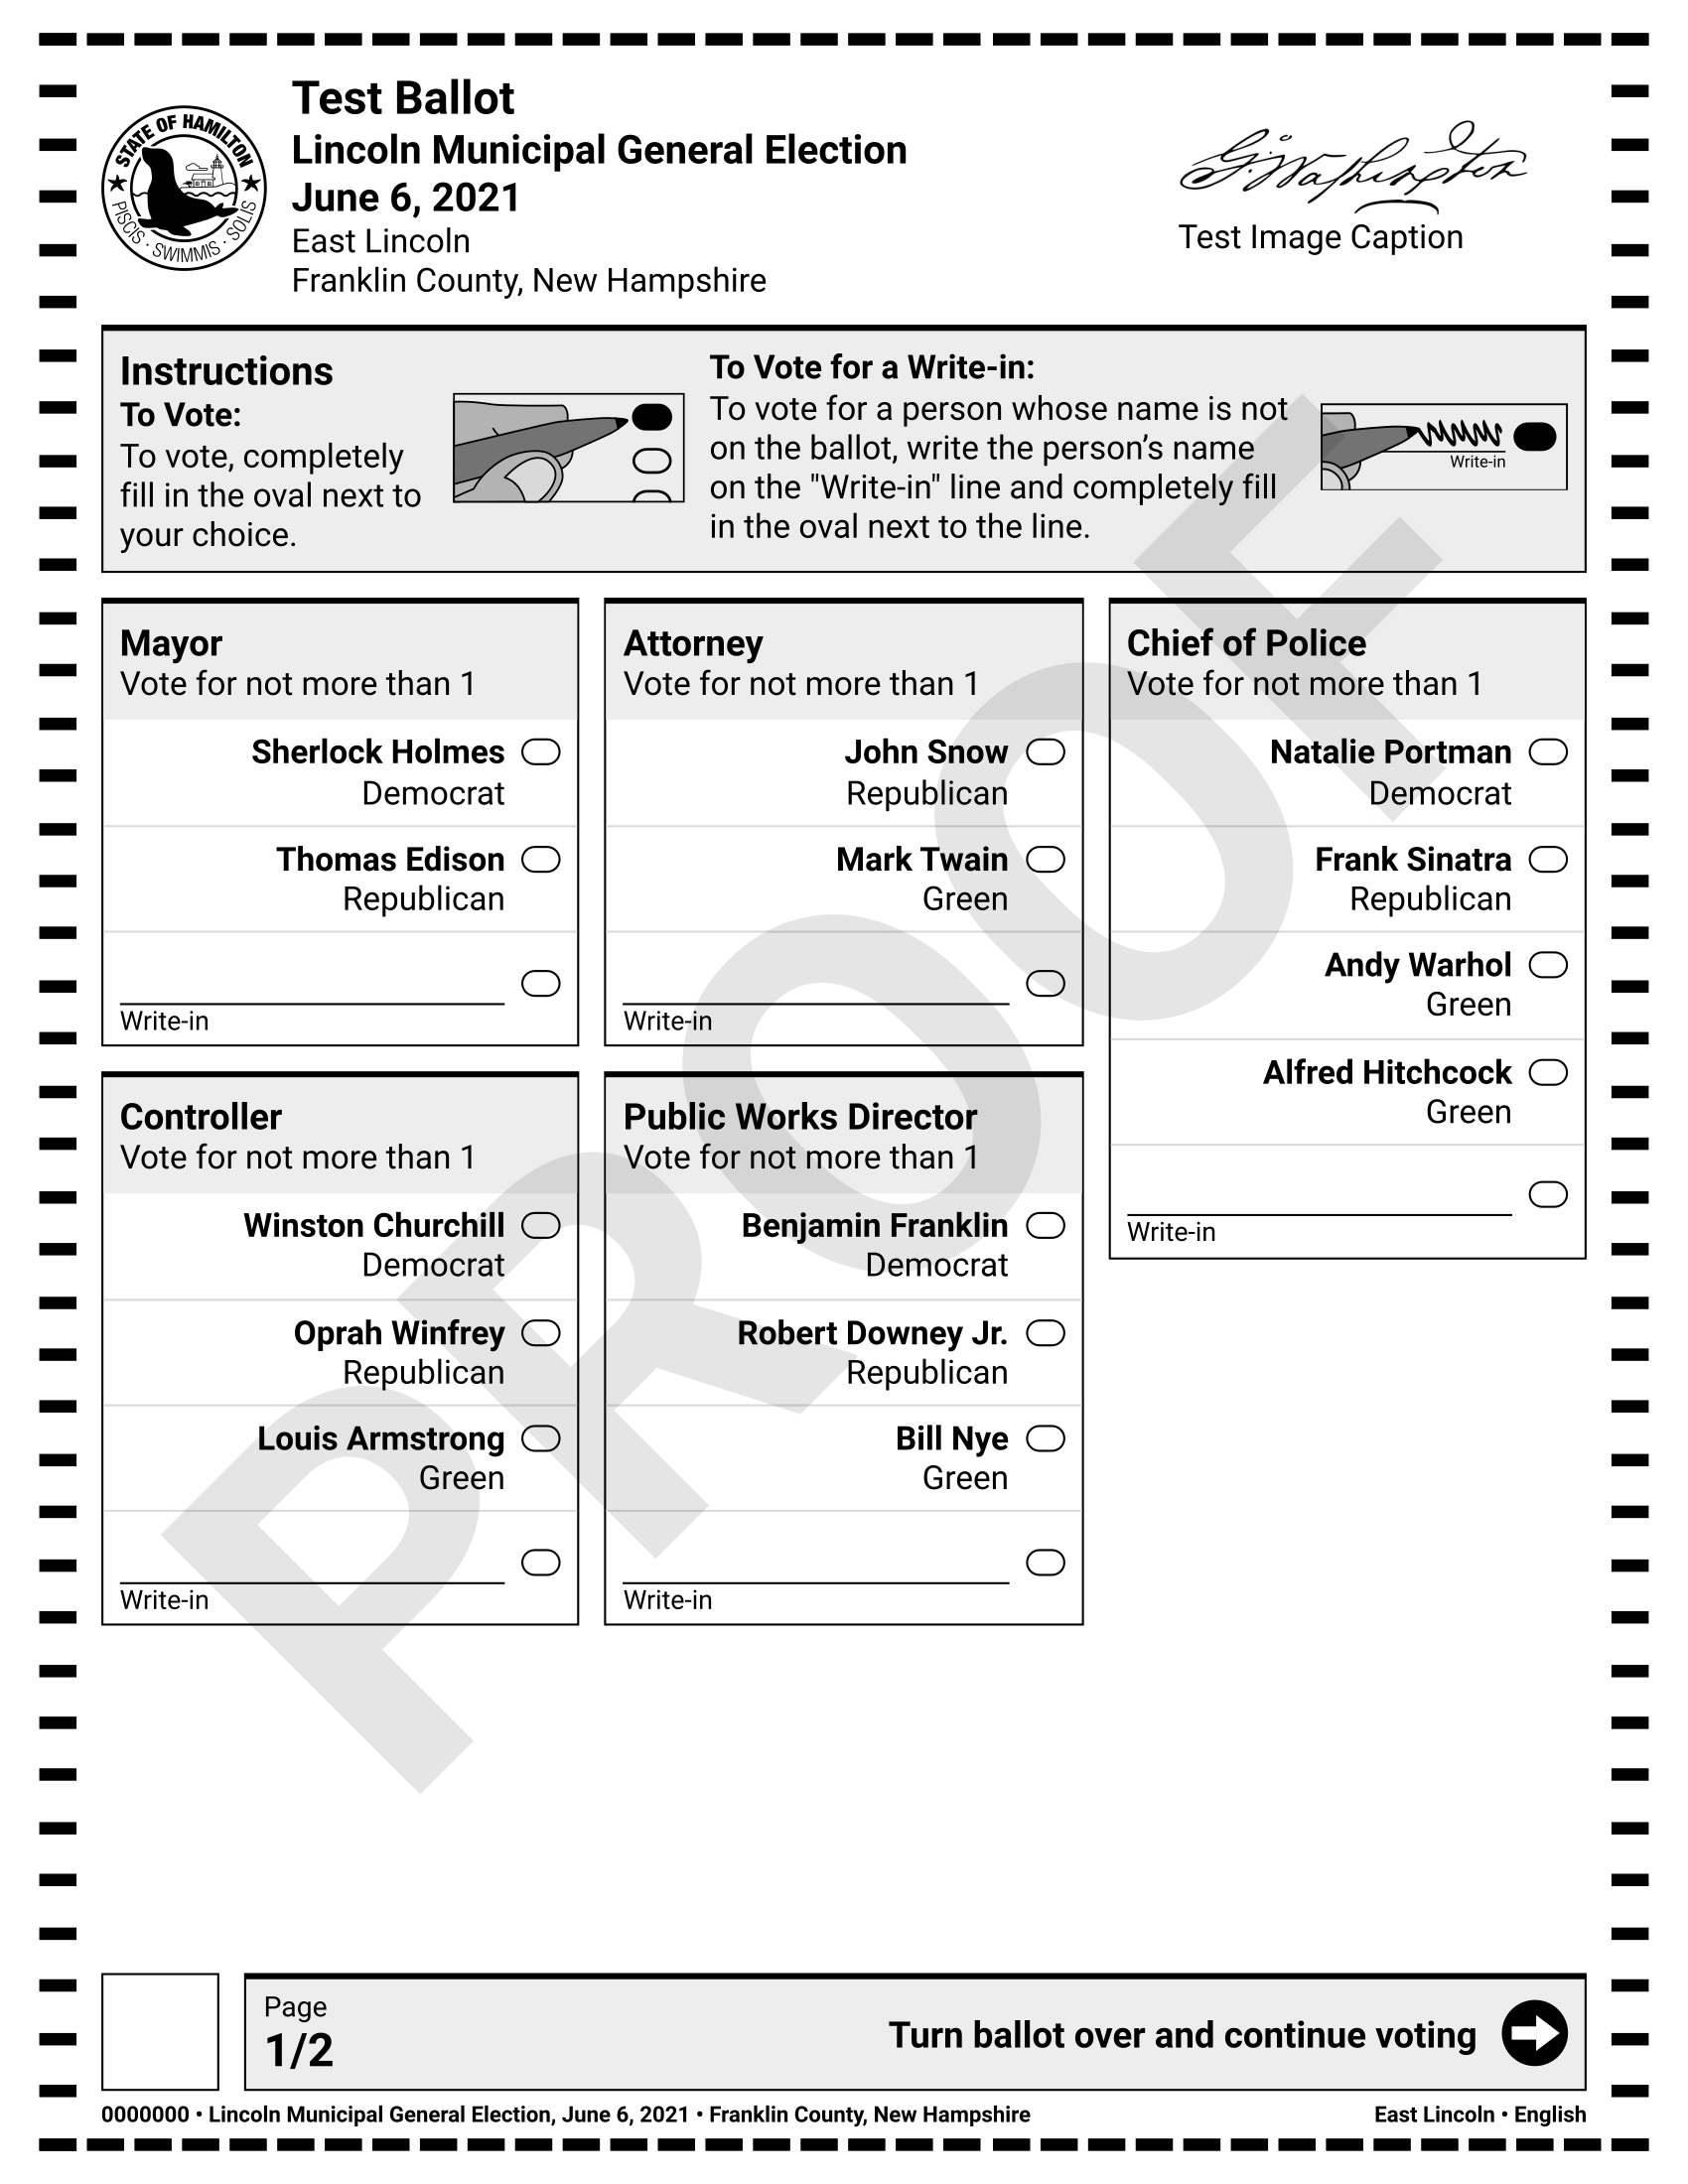 Test Ballot
Lincoln Municipal General Election
June 6, 2021
East Lincoln
Franklin County, New Hampshire
STATE OF HAMILTON
PISCIS · SWIMMIS · SOLIS
G. Washington
Test Image Caption
Instructions
To Vote:
To vote, completely
fill in the oval next to
your choice.
To Vote for a Write-in:
To vote for a person whose name is not
on the ballot, write the person’s name
on the "Write-in" line and completely fill
in the oval next to the line.
Write-in
Mayor
Vote for not more than 1
Sherlock Holmes
Democrat
Thomas Edison
Republican
Write-in
Controller
Vote for not more than 1
Winston Churchill
Democrat
Oprah Winfrey
Republican
Louis Armstrong
Green
Write-in
Attorney
Vote for not more than 1
John Snow
Republican
Mark Twain
Green
Write-in
Public Works Director
Vote for not more than 1
Benjamin Franklin
Democrat
Robert Downey Jr.
Republican
Bill Nye
Green
Write-in
Chief of Police
Vote for not more than 1
Natalie Portman
Democrat
Frank Sinatra
Republican
Andy Warhol
Green
Alfred Hitchcock
Green
Write-in
PROOF
Page
1/2
Turn ballot over and continue voting
0000000 • Lincoln Municipal General Election, June 6, 2021 • Franklin County, New Hampshire
East Lincoln • English